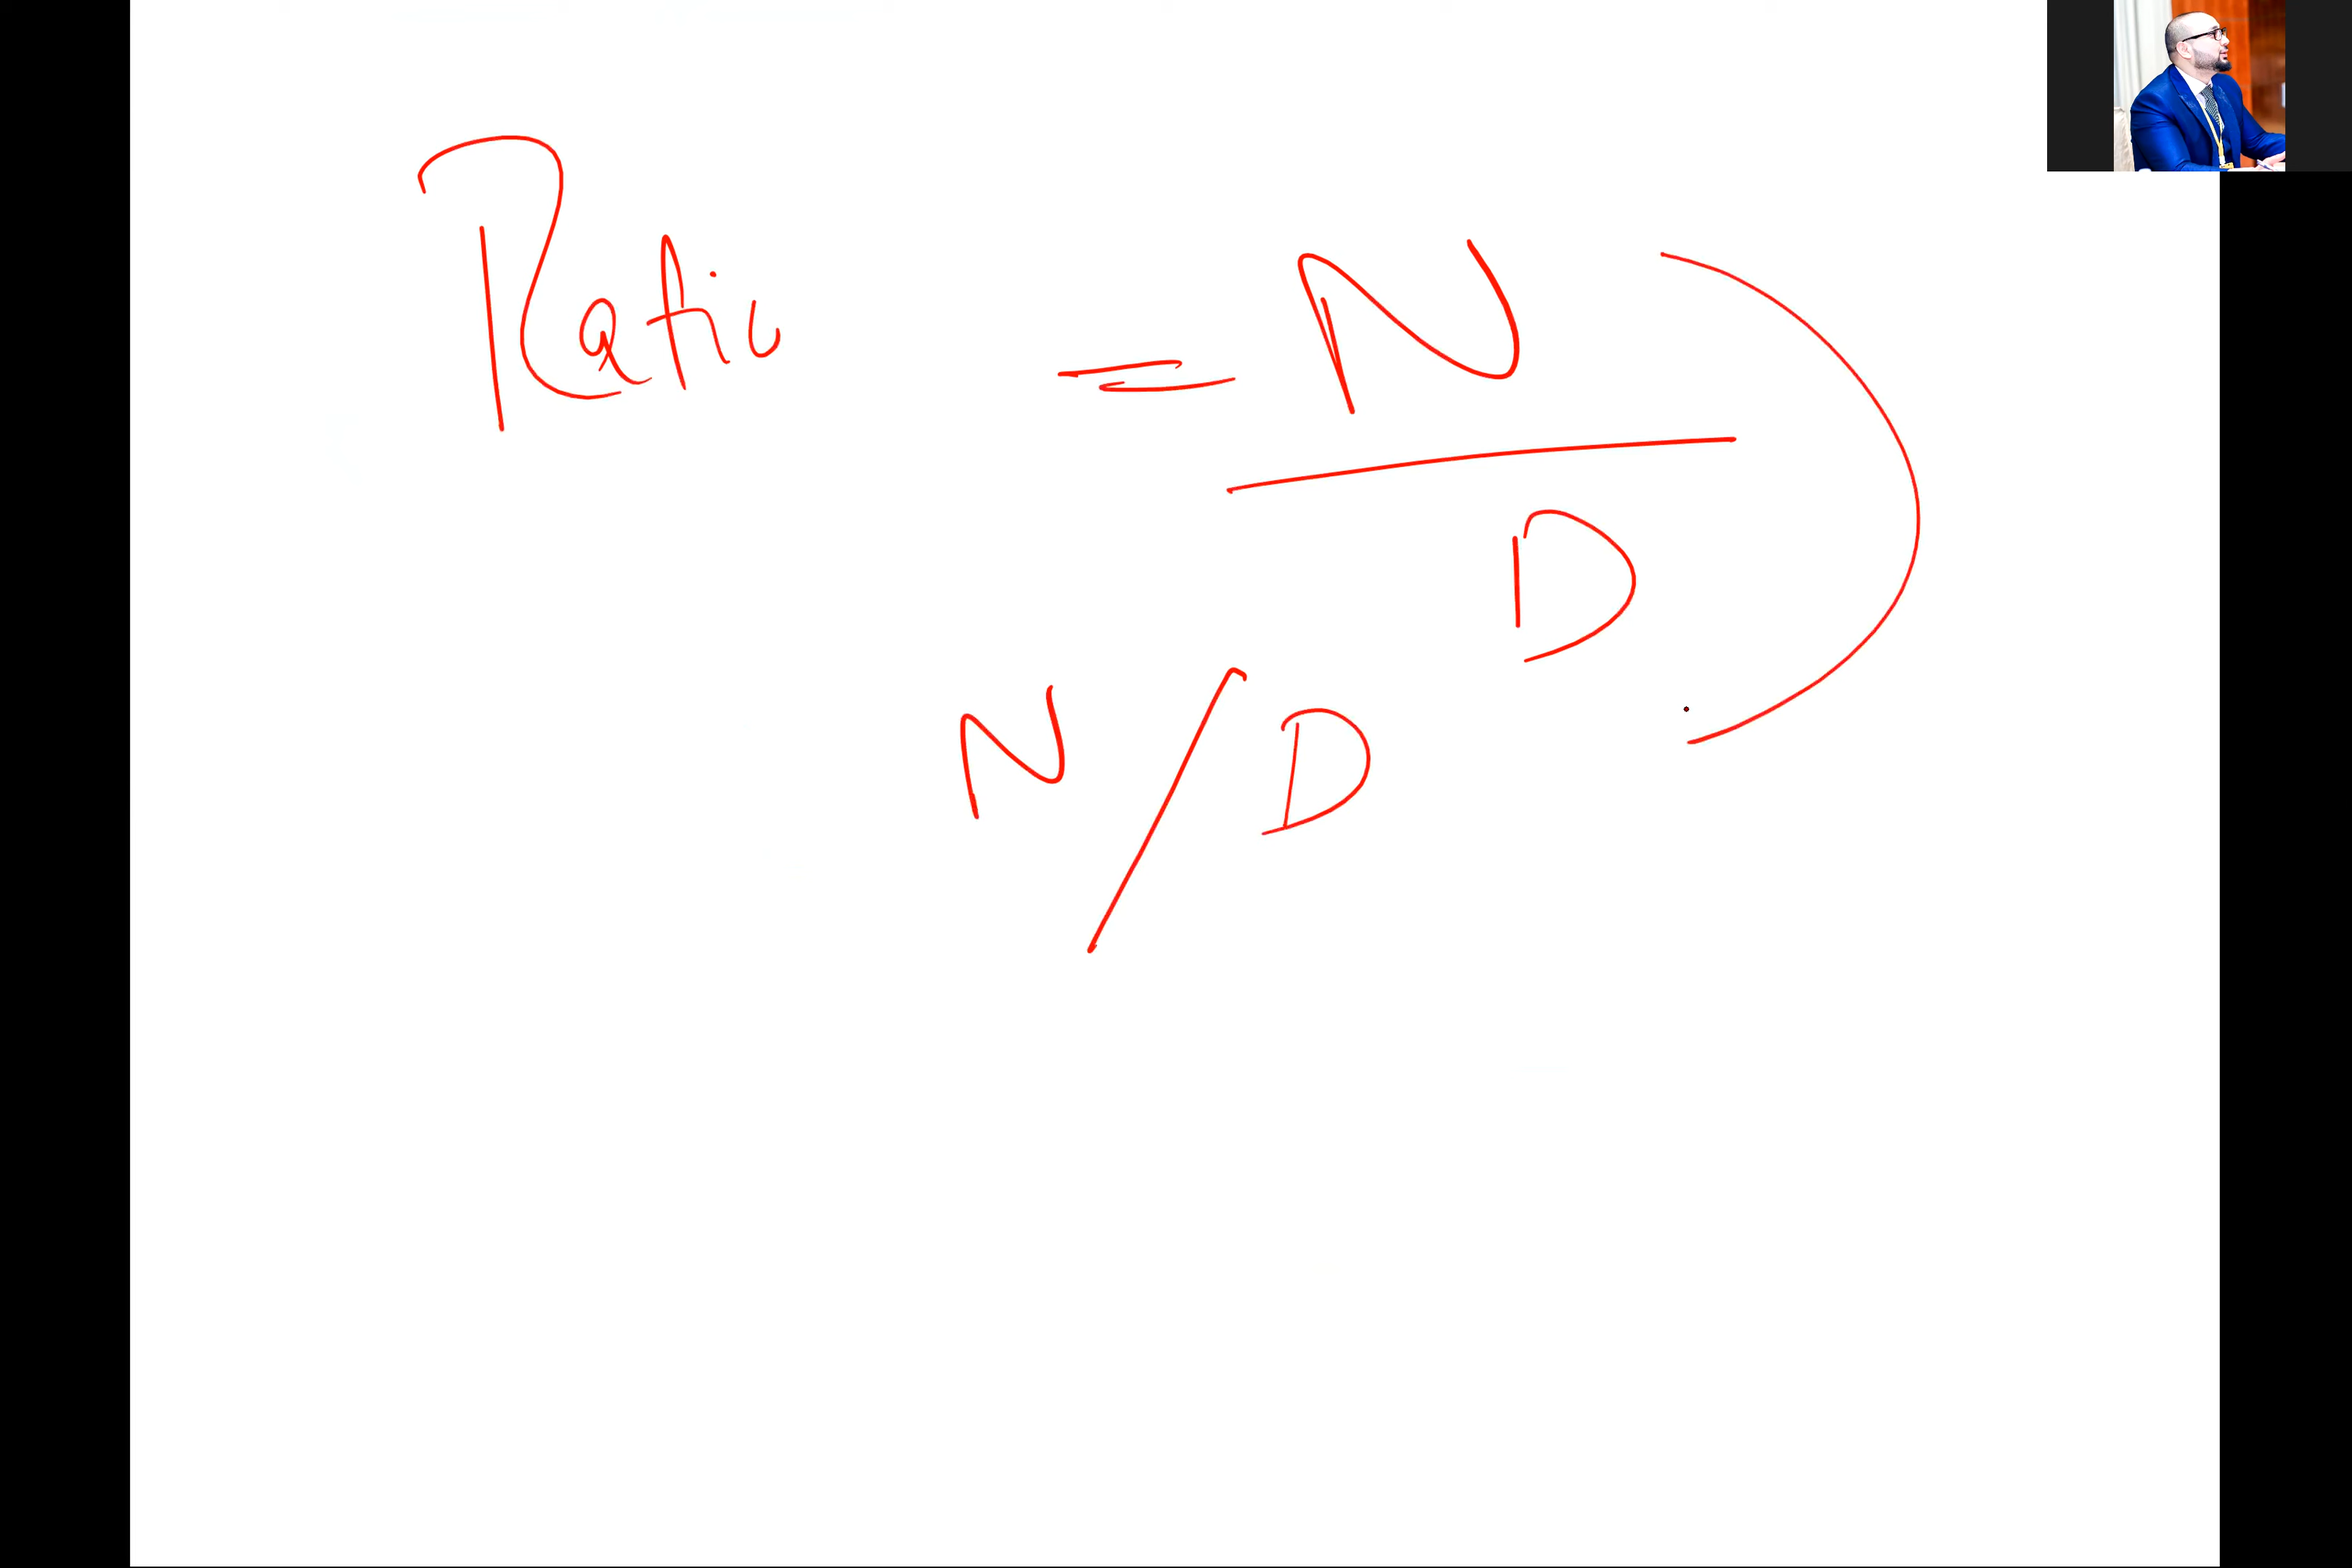 Ratio = N
D
N / D